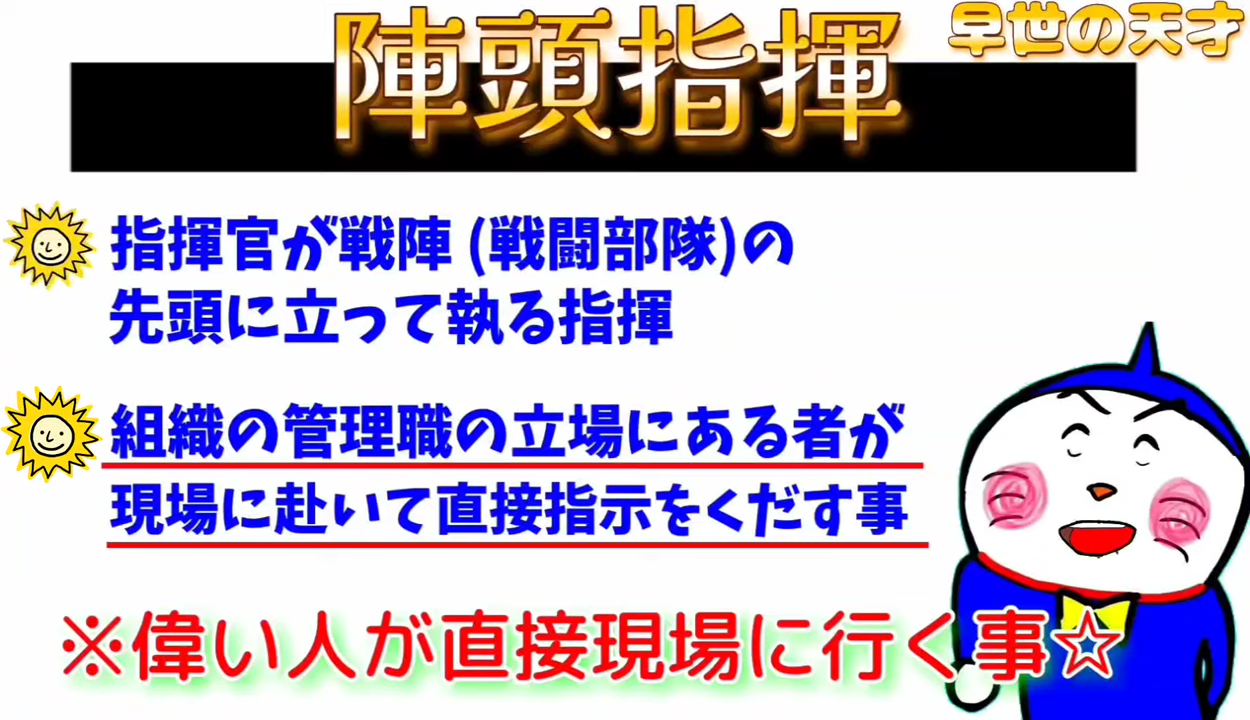 早世の天才
陣頭指揮
指揮官が戦陣(戦闘部隊)の
先頭に立って執る指揮
組織の管理職の立場にある者が
現場に赴いて直接指示をくだす事
※偉い人が直接現場に行く事☆